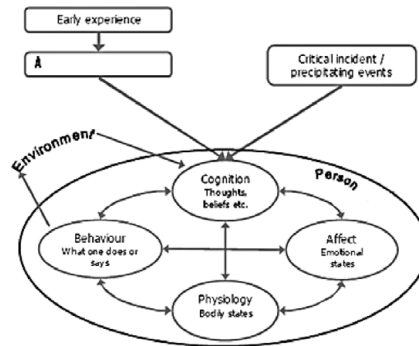 Early experience
A
Critical incident /
precipitating events
Environment
Person
Cognition
Thoughts,
beliefs etc.
Behaviour
What one does or
says
Affect
Emotional
states
Physiology
Bodily states